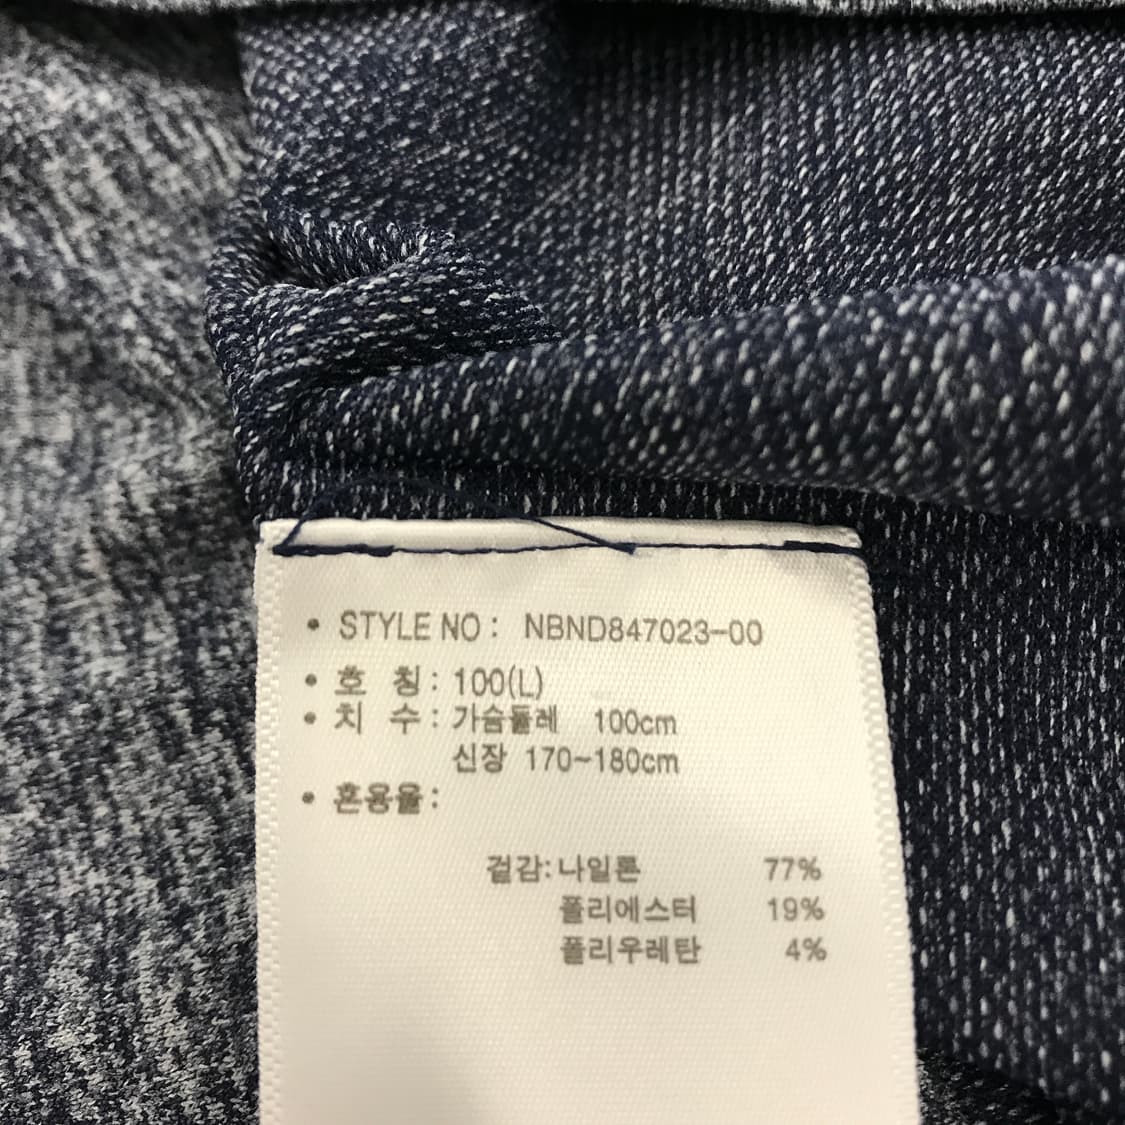 • STYLE NO : NBND847023-00
• 호 칭 : 100(L)
• 치 수 : 가슴둘레 100cm
신장 170~180cm
• 혼용율 :
겉감:나일론 77%
폴리에스터 19%
폴리우레탄 4%